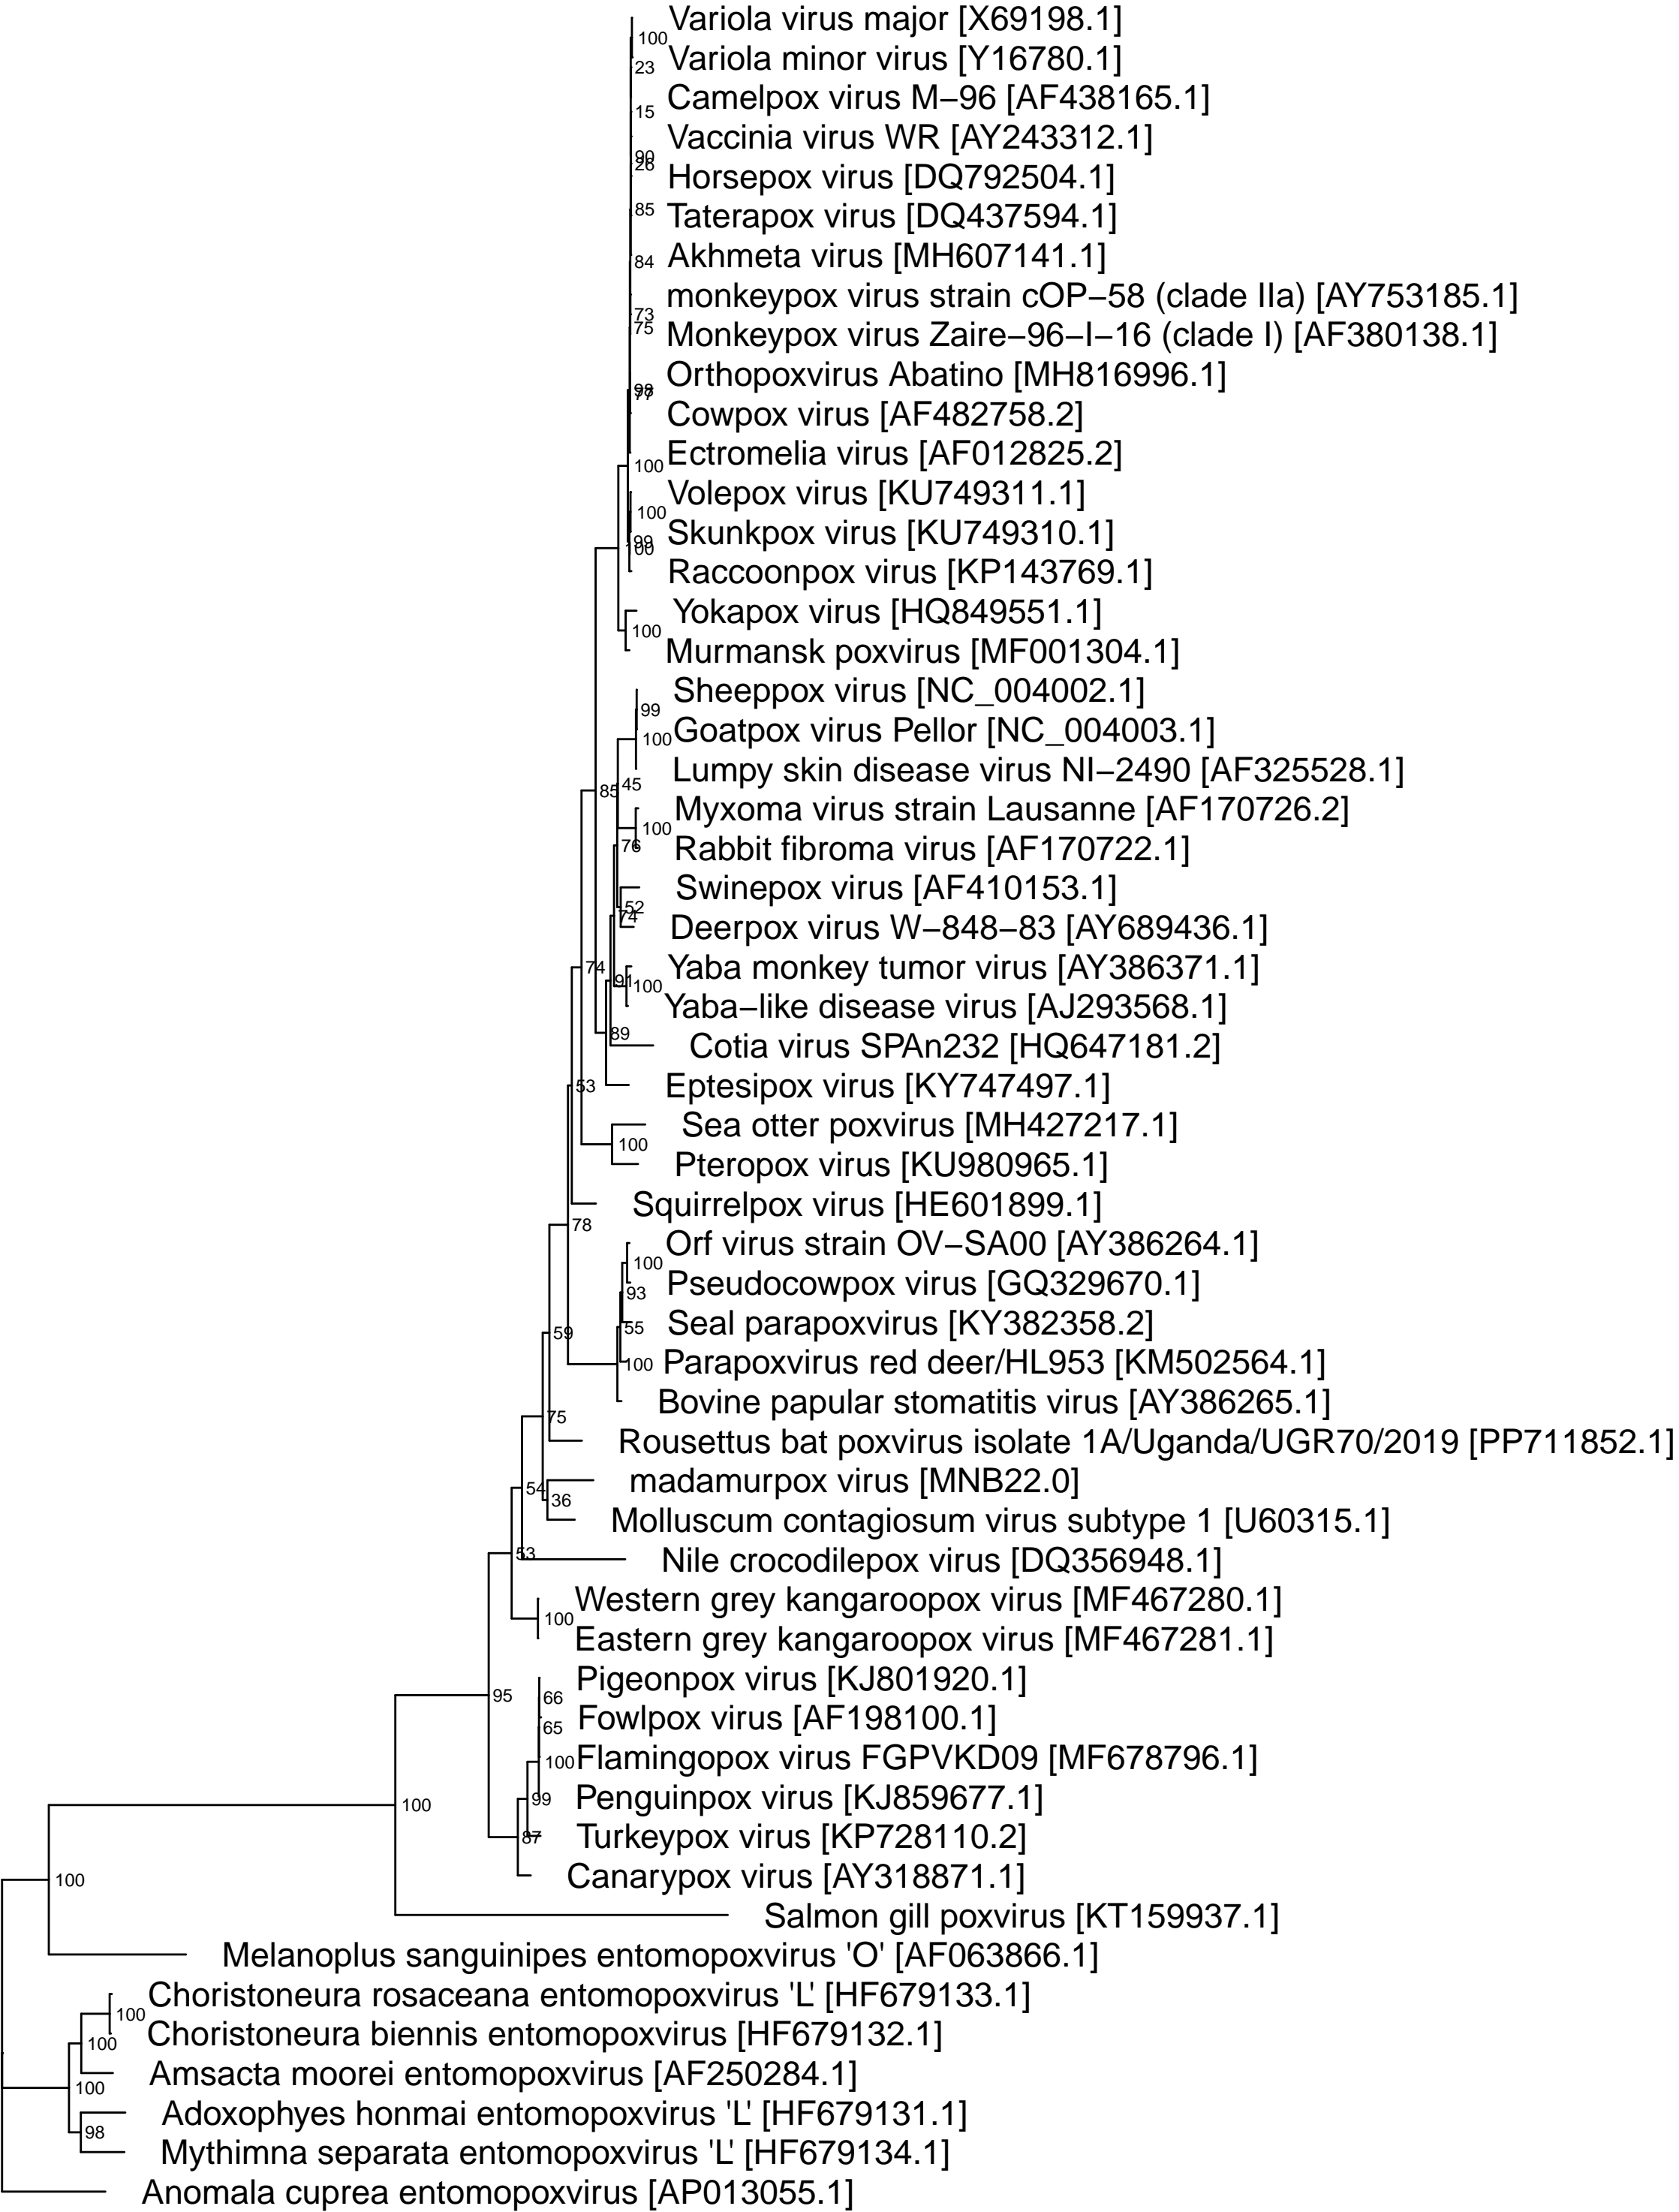 Variola virus major [X69198.1]
100
Variola minor virus [Y16780.1]
23
Camelpox virus M−96 [AF438165.1]
15
Vaccinia virus WR [AY243312.1]
90
26
Horsepox virus [DQ792504.1]
85
Taterapox virus [DQ437594.1]
Akhmeta virus [MH607141.1]
84
monkeypox virus strain cOP−58 (clade IIa) [AY753185.1]
73
75
Monkeypox virus Zaire−96−I−16 (clade I) [AF380138.1]
Orthopoxvirus Abatino [MH816996.1]
98
77
Cowpox virus [AF482758.2]
Ectromelia virus [AF012825.2]
100
Volepox virus [KU749311.1]
100
Skunkpox virus [KU749310.1]
99
100
Raccoonpox virus [KP143769.1]
Yokapox virus [HQ849551.1]
100
Murmansk poxvirus [MF001304.1]
Sheeppox virus [NC_004002.1]
99
Goatpox virus Pellor [NC_004003.1]
100
Lumpy skin disease virus NI−2490 [AF325528.1]
45
85
Myxoma virus strain Lausanne [AF170726.2]
100
76
Rabbit fibroma virus [AF170722.1]
Swinepox virus [AF410153.1]
52
74
Deerpox virus W−848−83 [AY689436.1]
74
Yaba monkey tumor virus [AY386371.1]
91
100
Yaba−like disease virus [AJ293568.1]
89
Cotia virus SPAn232 [HQ647181.2]
53
Eptesipox virus [KY747497.1]
Sea otter poxvirus [MH427217.1]
100
Pteropox virus [KU980965.1]
Squirrelpox virus [HE601899.1]
78
Orf virus strain OV−SA00 [AY386264.1]
100
Pseudocowpox virus [GQ329670.1]
93
Seal parapoxvirus [KY382358.2]
55
59
Parapoxvirus red deer/HL953 [KM502564.1]
100
Bovine papular stomatitis virus [AY386265.1]
75
Rousettus bat poxvirus isolate 1A/Uganda/UGR70/2019 [PP711852.1]
madamurpox virus [MNB22.0]
54
36
Molluscum contagiosum virus subtype 1 [U60315.1]
53
Nile crocodilepox virus [DQ356948.1]
Western grey kangaroopox virus [MF467280.1]
100
Eastern grey kangaroopox virus [MF467281.1]
Pigeonpox virus [KJ801920.1]
95
66
Fowlpox virus [AF198100.1]
65
Flamingopox virus FGPVKD09 [MF678796.1]
100
Penguinpox virus [KJ859677.1]
99
100
Turkeypox virus [KP728110.2]
87
Canarypox virus [AY318871.1]
100
Salmon gill poxvirus [KT159937.1]
Melanoplus sanguinipes entomopoxvirus 'O' [AF063866.1]
Choristoneura rosaceana entomopoxvirus 'L' [HF679133.1]
100
Choristoneura biennis entomopoxvirus [HF679132.1]
100
Amsacta moorei entomopoxvirus [AF250284.1]
100
Adoxophyes honmai entomopoxvirus 'L' [HF679131.1]
98
Mythimna separata entomopoxvirus 'L' [HF679134.1]
Anomala cuprea entomopoxvirus [AP013055.1]